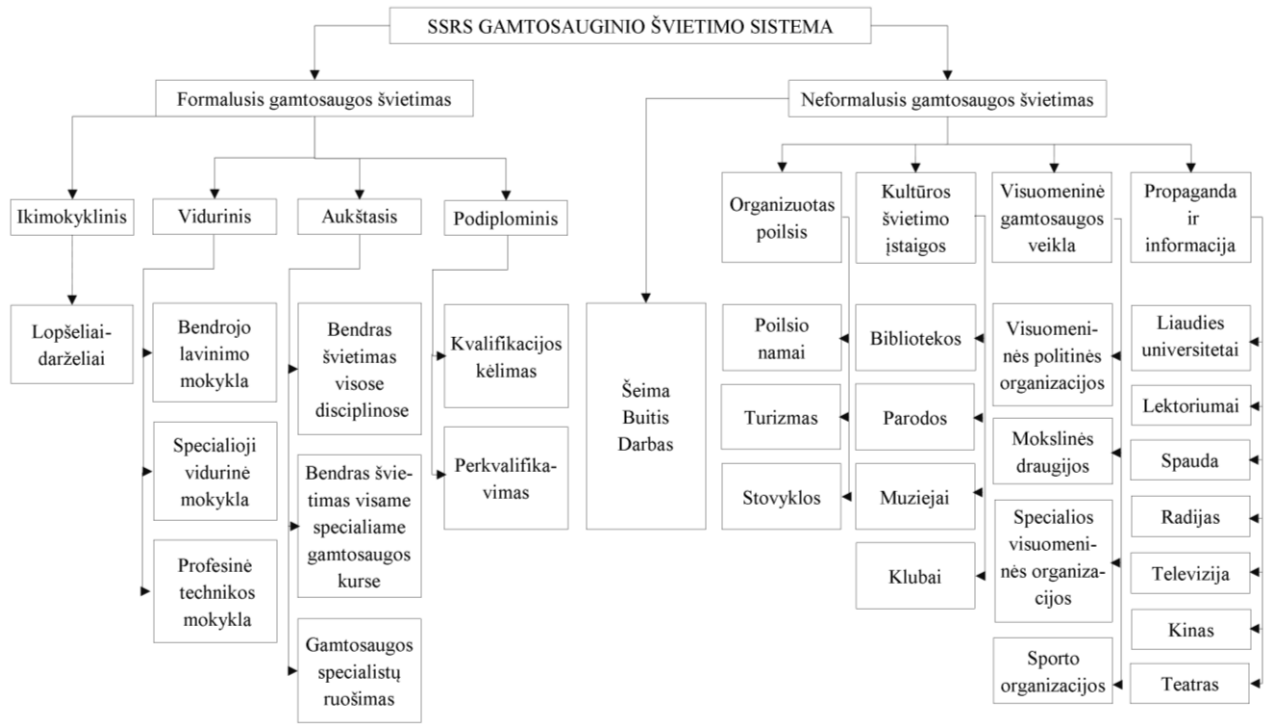 SSRS GAMTOSAUGINIO ŠVIETIMO SISTEMA
Formalusis gamtosaugos švietimas
Neformalusis gamtosaugos švietimas
Ikimokyklinis
Vidurinis
Aukštasis
Podiplominis
Organizuotas
poilsis
Kultūros
švietimo
įstaigos
Visuomeninė
gamtosaugos
veikla
Propaganda
ir
informacija
Lopšeliai-
darželiai
Bendrojo
lavinimo
mokykla
Specialioji
vidurinė
mokykla
Profesinė
technikos
mokykla
Bendras
švietimas
visose
disciplinose
Bendras švie-
timas visame
specialiame
gamtosaugos
kurse
Gamtosaugos
specialistų
ruošimas
Kvalifikacijos
kėlimas
Perkvalifika-
vimas
Šeima
Buitis
Darbas
Poilsio
namai
Turizmas
Stovyklos
Bibliotekos
Parodos
Muziejai
Klubai
Visuomeni-
nės politinės
organizacijos
Mokslinės
draugijos
Specialios
visuomeni-
nės organiza-
cijos
Sporto
organizacijos
Liaudies
universitetai
Lektoriumai
Spauda
Radijas
Televizija
Kinas
Teatras